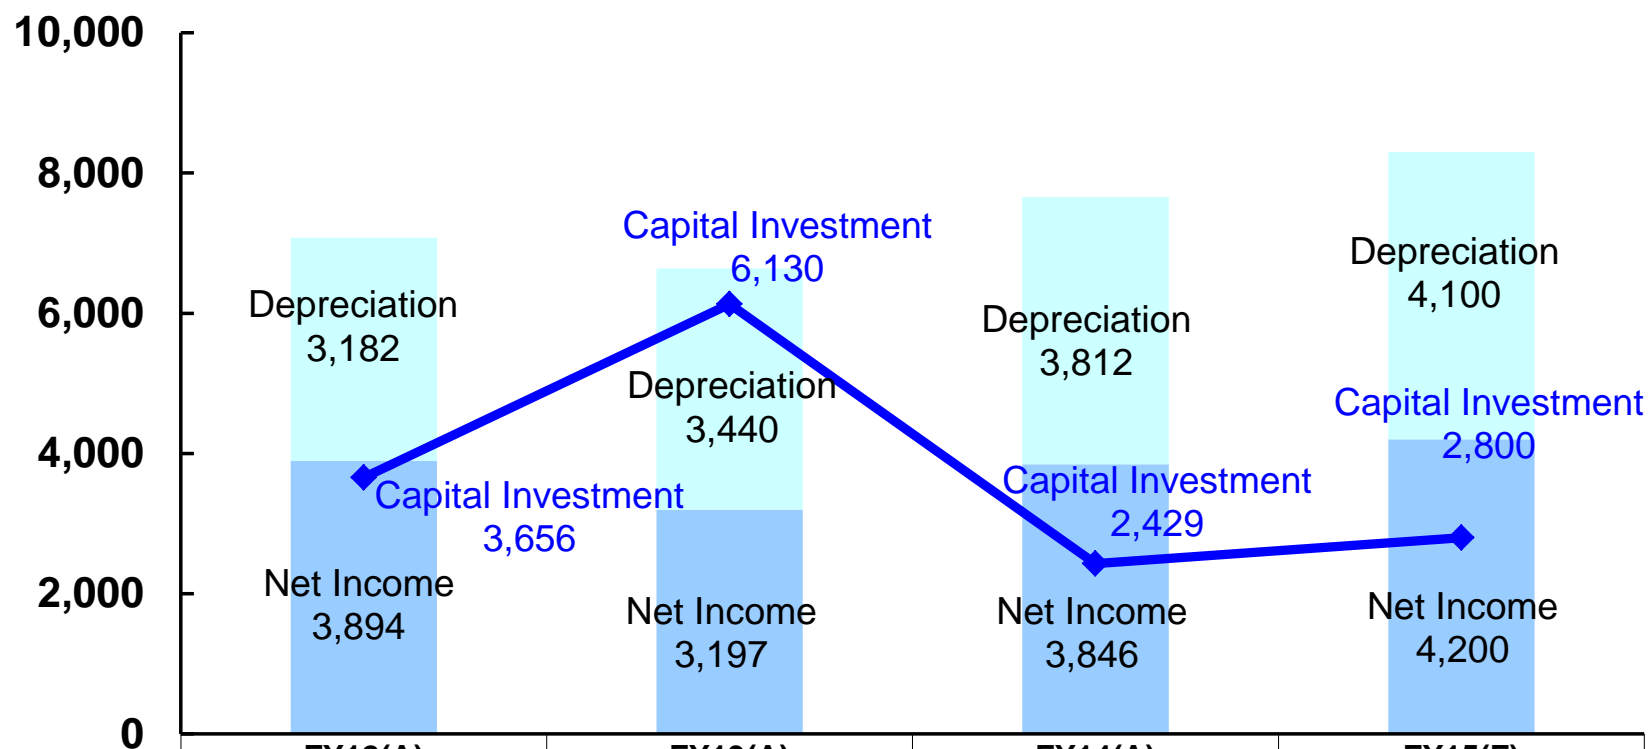 10,000
8,000
6,000
4,000
2,000
0
Depreciation
3,182
Capital Investment
3,656
Net Income
3,894
Capital Investment
6,130
Depreciation
3,440
Net Income
3,197
Depreciation
3,812
Capital Investment
2,429
Net Income
3,846
Depreciation
4,100
Capital Investment
2,800
Net Income
4,200
FY14(A)